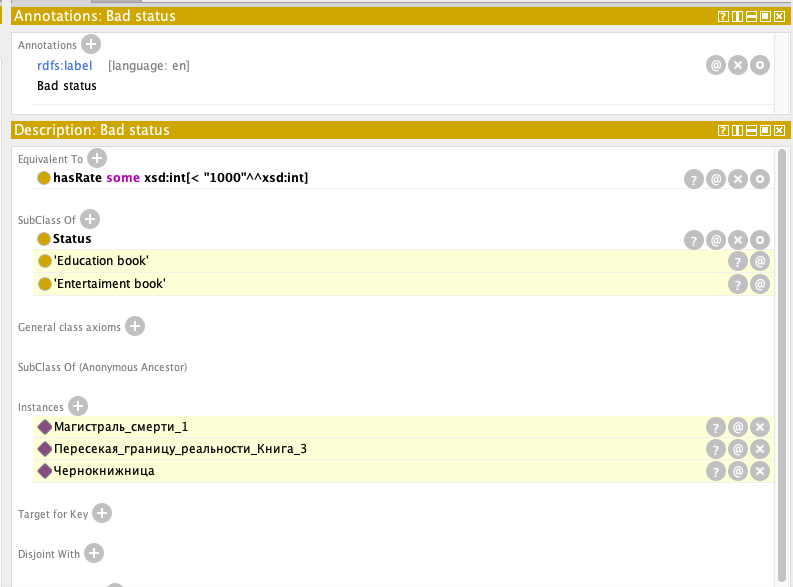 Annotations: Bad status
Annotations
rdfs:label [language: en]
Bad status
Description: Bad status
Equivalent To
hasRate some xsd:int[< "1000"^^xsd:int]
SubClass Of
Status
'Education book'
'Entertaiment book'
General class axioms
SubClass Of (Anonymous Ancestor)
Instances
Магистраль_смерти_1
Пересекая_границу_реальности_Книга_3
Чернокнижница
Target for Key
Disjoint With